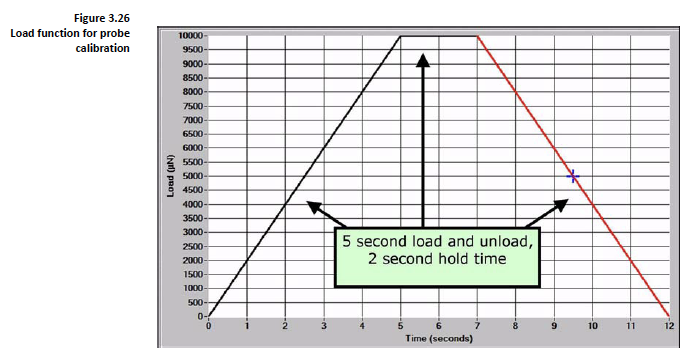 Figure 3.26
Load function for probe
calibration
10000
9500
9000
8500
8000
7500
7000
6500
6000
5500
5000
4500
4000
3500
3000
2500
2000
1500
1000
500
0
Load (µN)
5 second load and unload,
2 second hold time
0 1 2 3 4 5 6 7 8 9 10 11 12
Time (seconds)